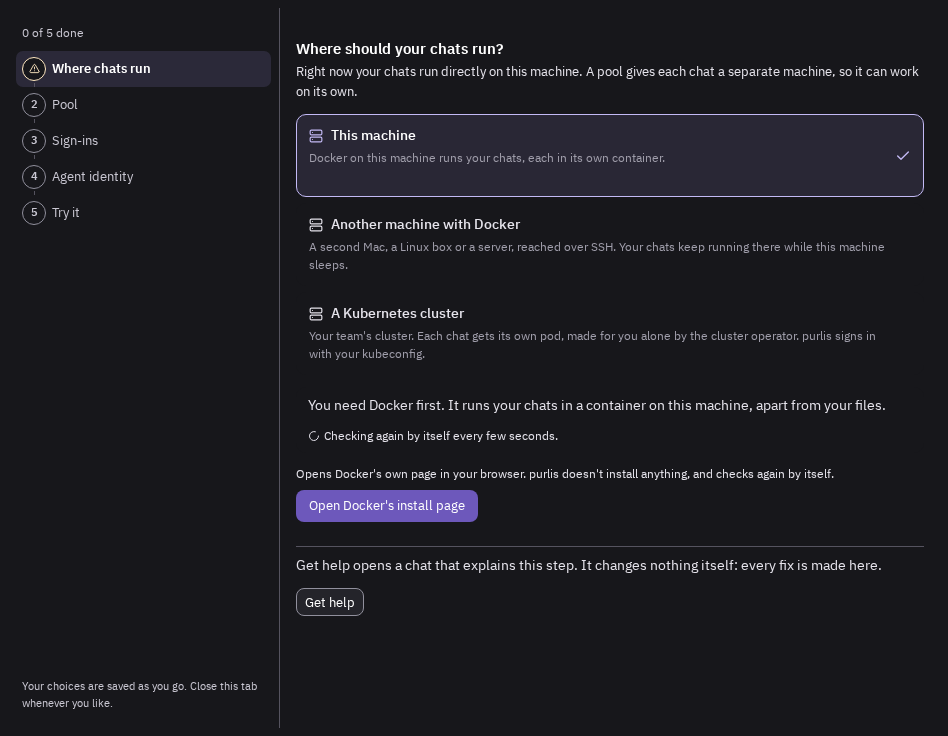 0 of 5 done
Where chats run
2 Pool
3 Sign-ins
4 Agent identity
5 Try it
Your choices are saved as you go. Close this tab
whenever you like.
Where should your chats run?
Right now your chats run directly on this machine. A pool gives each chat a separate machine, so it can work
on its own.
This machine
Docker on this machine runs your chats, each in its own container.
Another machine with Docker
A second Mac, a Linux box or a server, reached over SSH. Your chats keep running there while this machine
sleeps.
A Kubernetes cluster
Your team's cluster. Each chat gets its own pod, made for you alone by the cluster operator. purlis signs in
with your kubeconfig.
You need Docker first. It runs your chats in a container on this machine, apart from your files.
Checking again by itself every few seconds.
Opens Docker's own page in your browser. purlis doesn't install anything, and checks again by itself.
Open Docker's install page
Get help opens a chat that explains this step. It changes nothing itself: every fix is made here.
Get help